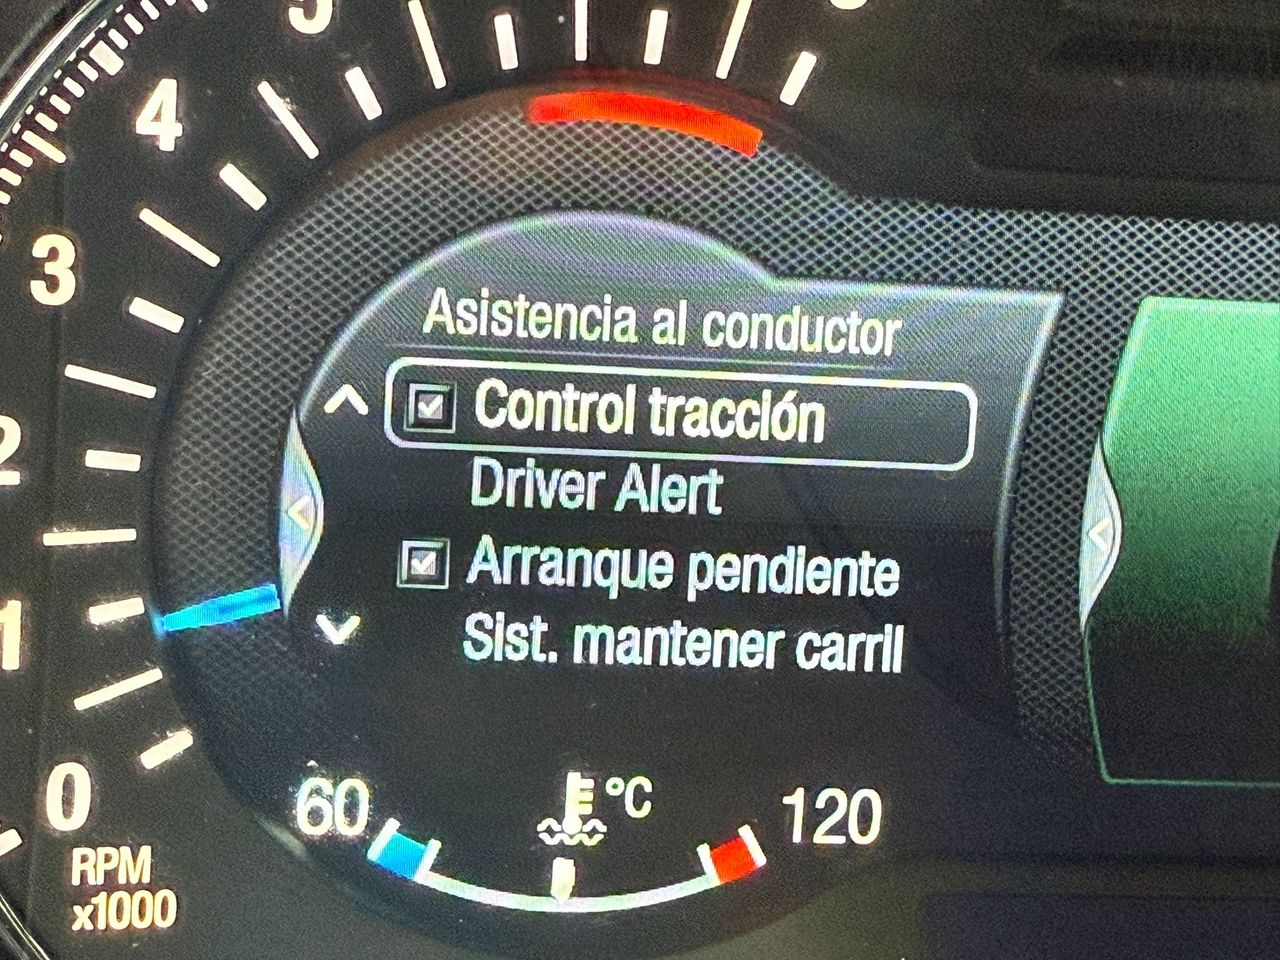 5
4
3
2
1
0
RPM
x1000
Asistencia al conductor
Control tracción
Driver Alert
Arranque pendiente
Sist. mantener carril
60
°C
120